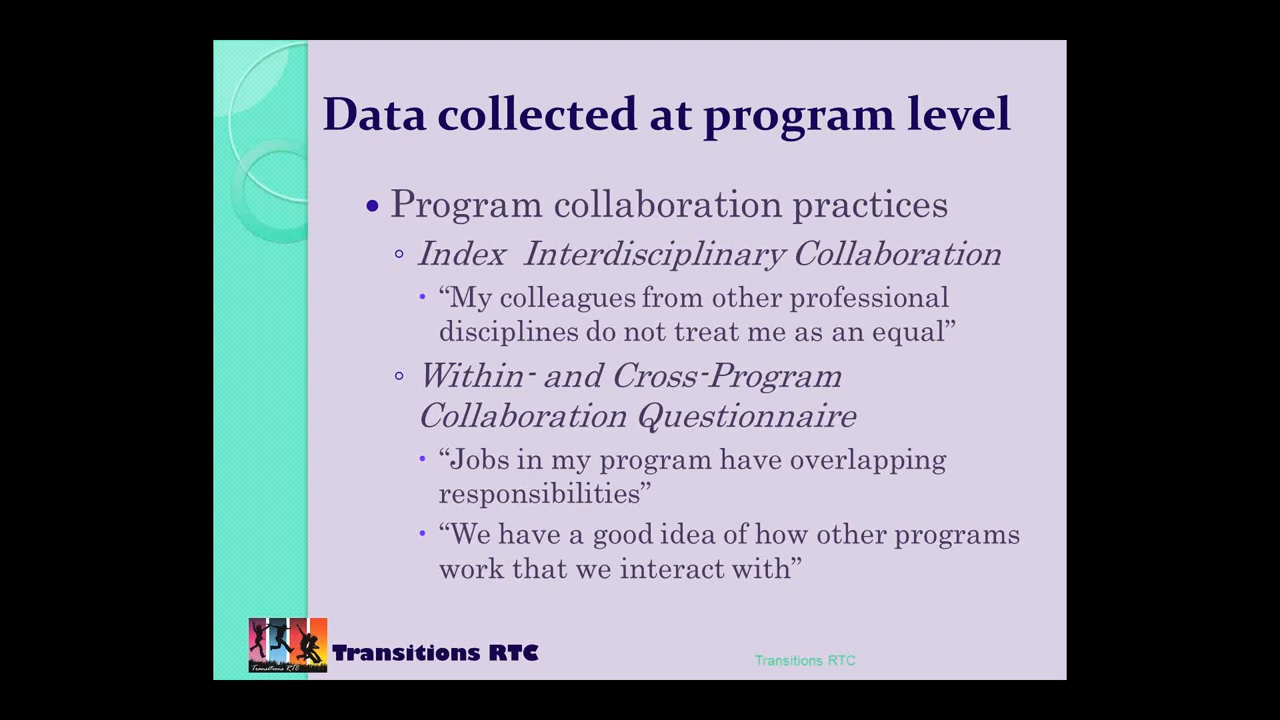 Data collected at program level
• Program collaboration practices
◦ Index  Interdisciplinary Collaboration
▪ “My colleagues from other professional
disciplines do not treat me as an equal”
◦ Within- and Cross-Program
Collaboration Questionnaire
▪ “Jobs in my program have overlapping
responsibilities”
▪ “We have a good idea of how other programs
work that we interact with”
Transitions RTC
Transitions RTC
Transitions RTC